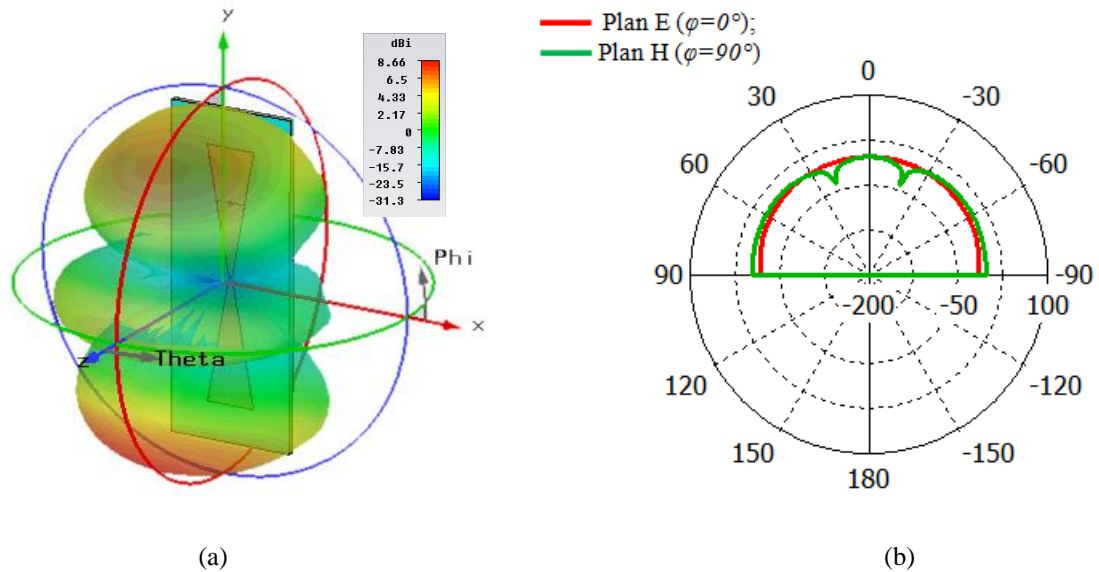 y
dBi
8.66
6.5
4.33
2.17
0
-7.83
-15.7
-23.5
-31.3
Phi
x
z
Theta
(a)
Plan E (φ=0°);
Plan H (φ=90°)
0
30
-30
60
-60
90
-200
-50
100
-90
120
-120
150
-150
180
(b)